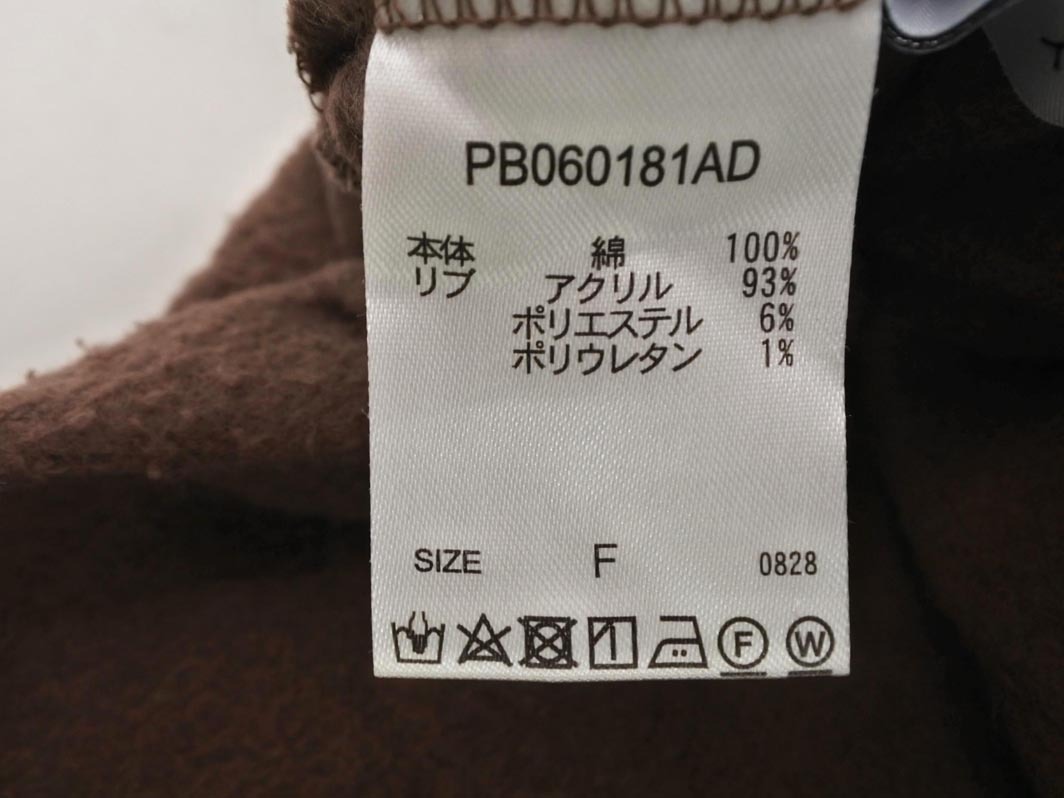 PB060181AD
本体 綿 100%
リブ アクリル 93%
ポリエステル 6%
ポリウレタン 1%
SIZE F 0828
F W
T